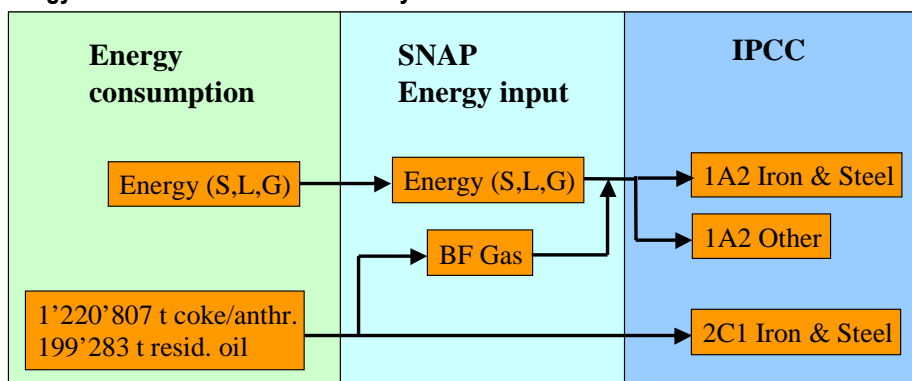 Energy
consumption
SNAP
Energy input
IPCC
Energy (S,L,G)
Energy (S,L,G)
1A2 Iron & Steel
1A2 Other
BF Gas
1’220’807 t coke/anthr.
199’283 t resid. oil
2C1 Iron & Steel